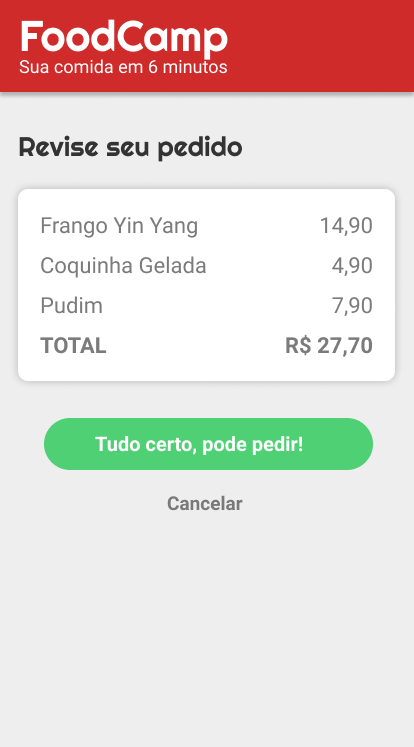 FoodCamp
Sua comida em 6 minutos
Revise seu pedido
Frango Yin Yang 14,90
Coquinha Gelada 4,90
Pudim 7,90
TOTAL R$ 27,70
Tudo certo, pode pedir!
Cancelar